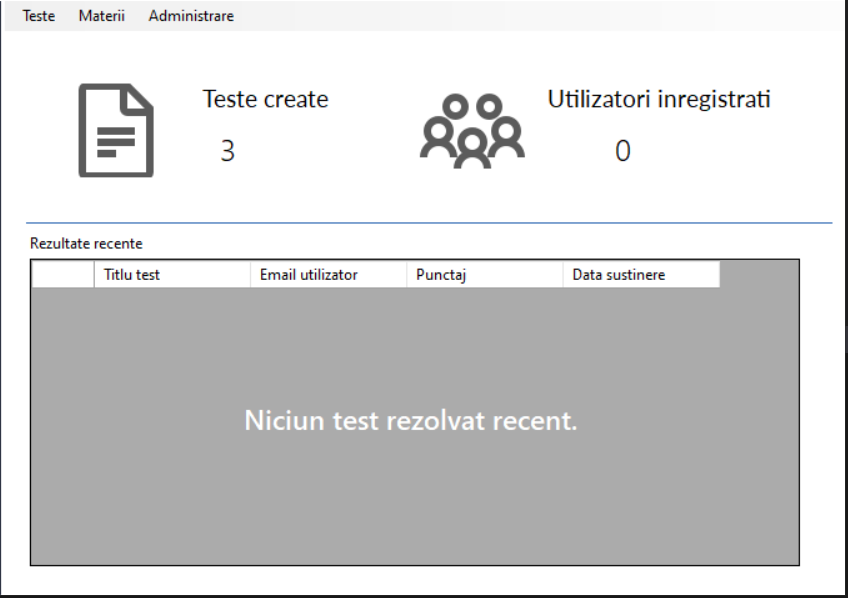 Teste Materii Administrare
Teste create
3
Utilizatori inregistrati
0
Rezultate recente
Titlu test Email utilizator Punctaj Data sustinere
Niciun test rezolvat recent.